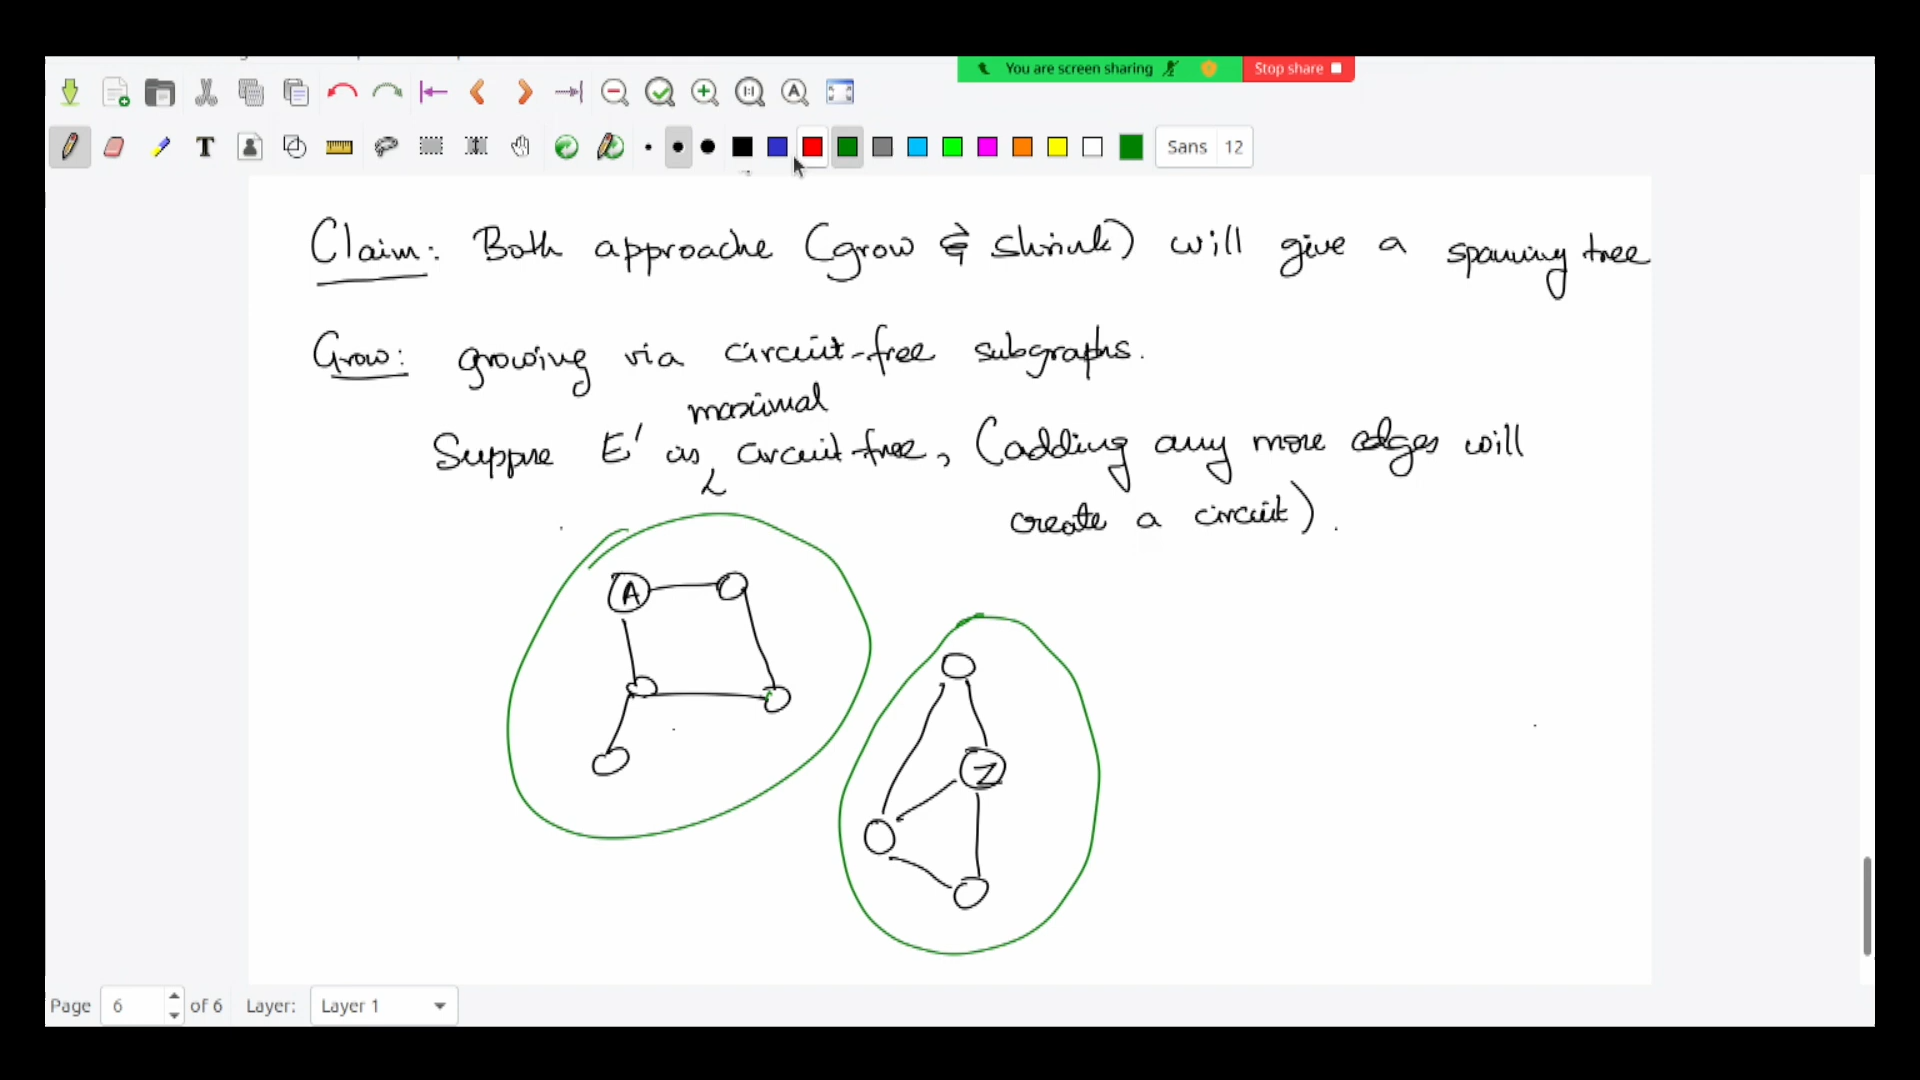 You are screen sharing Stop share
Sans 12
Claim: Both approache (grow & shrink) will give a spanning tree
Grow: growing via circuit-free subgraphs.
maximal
Suppose E' is circuit-free, (adding any more edges will
create a circuit).
A
Z
Page 6 of 6 Layer: Layer 1